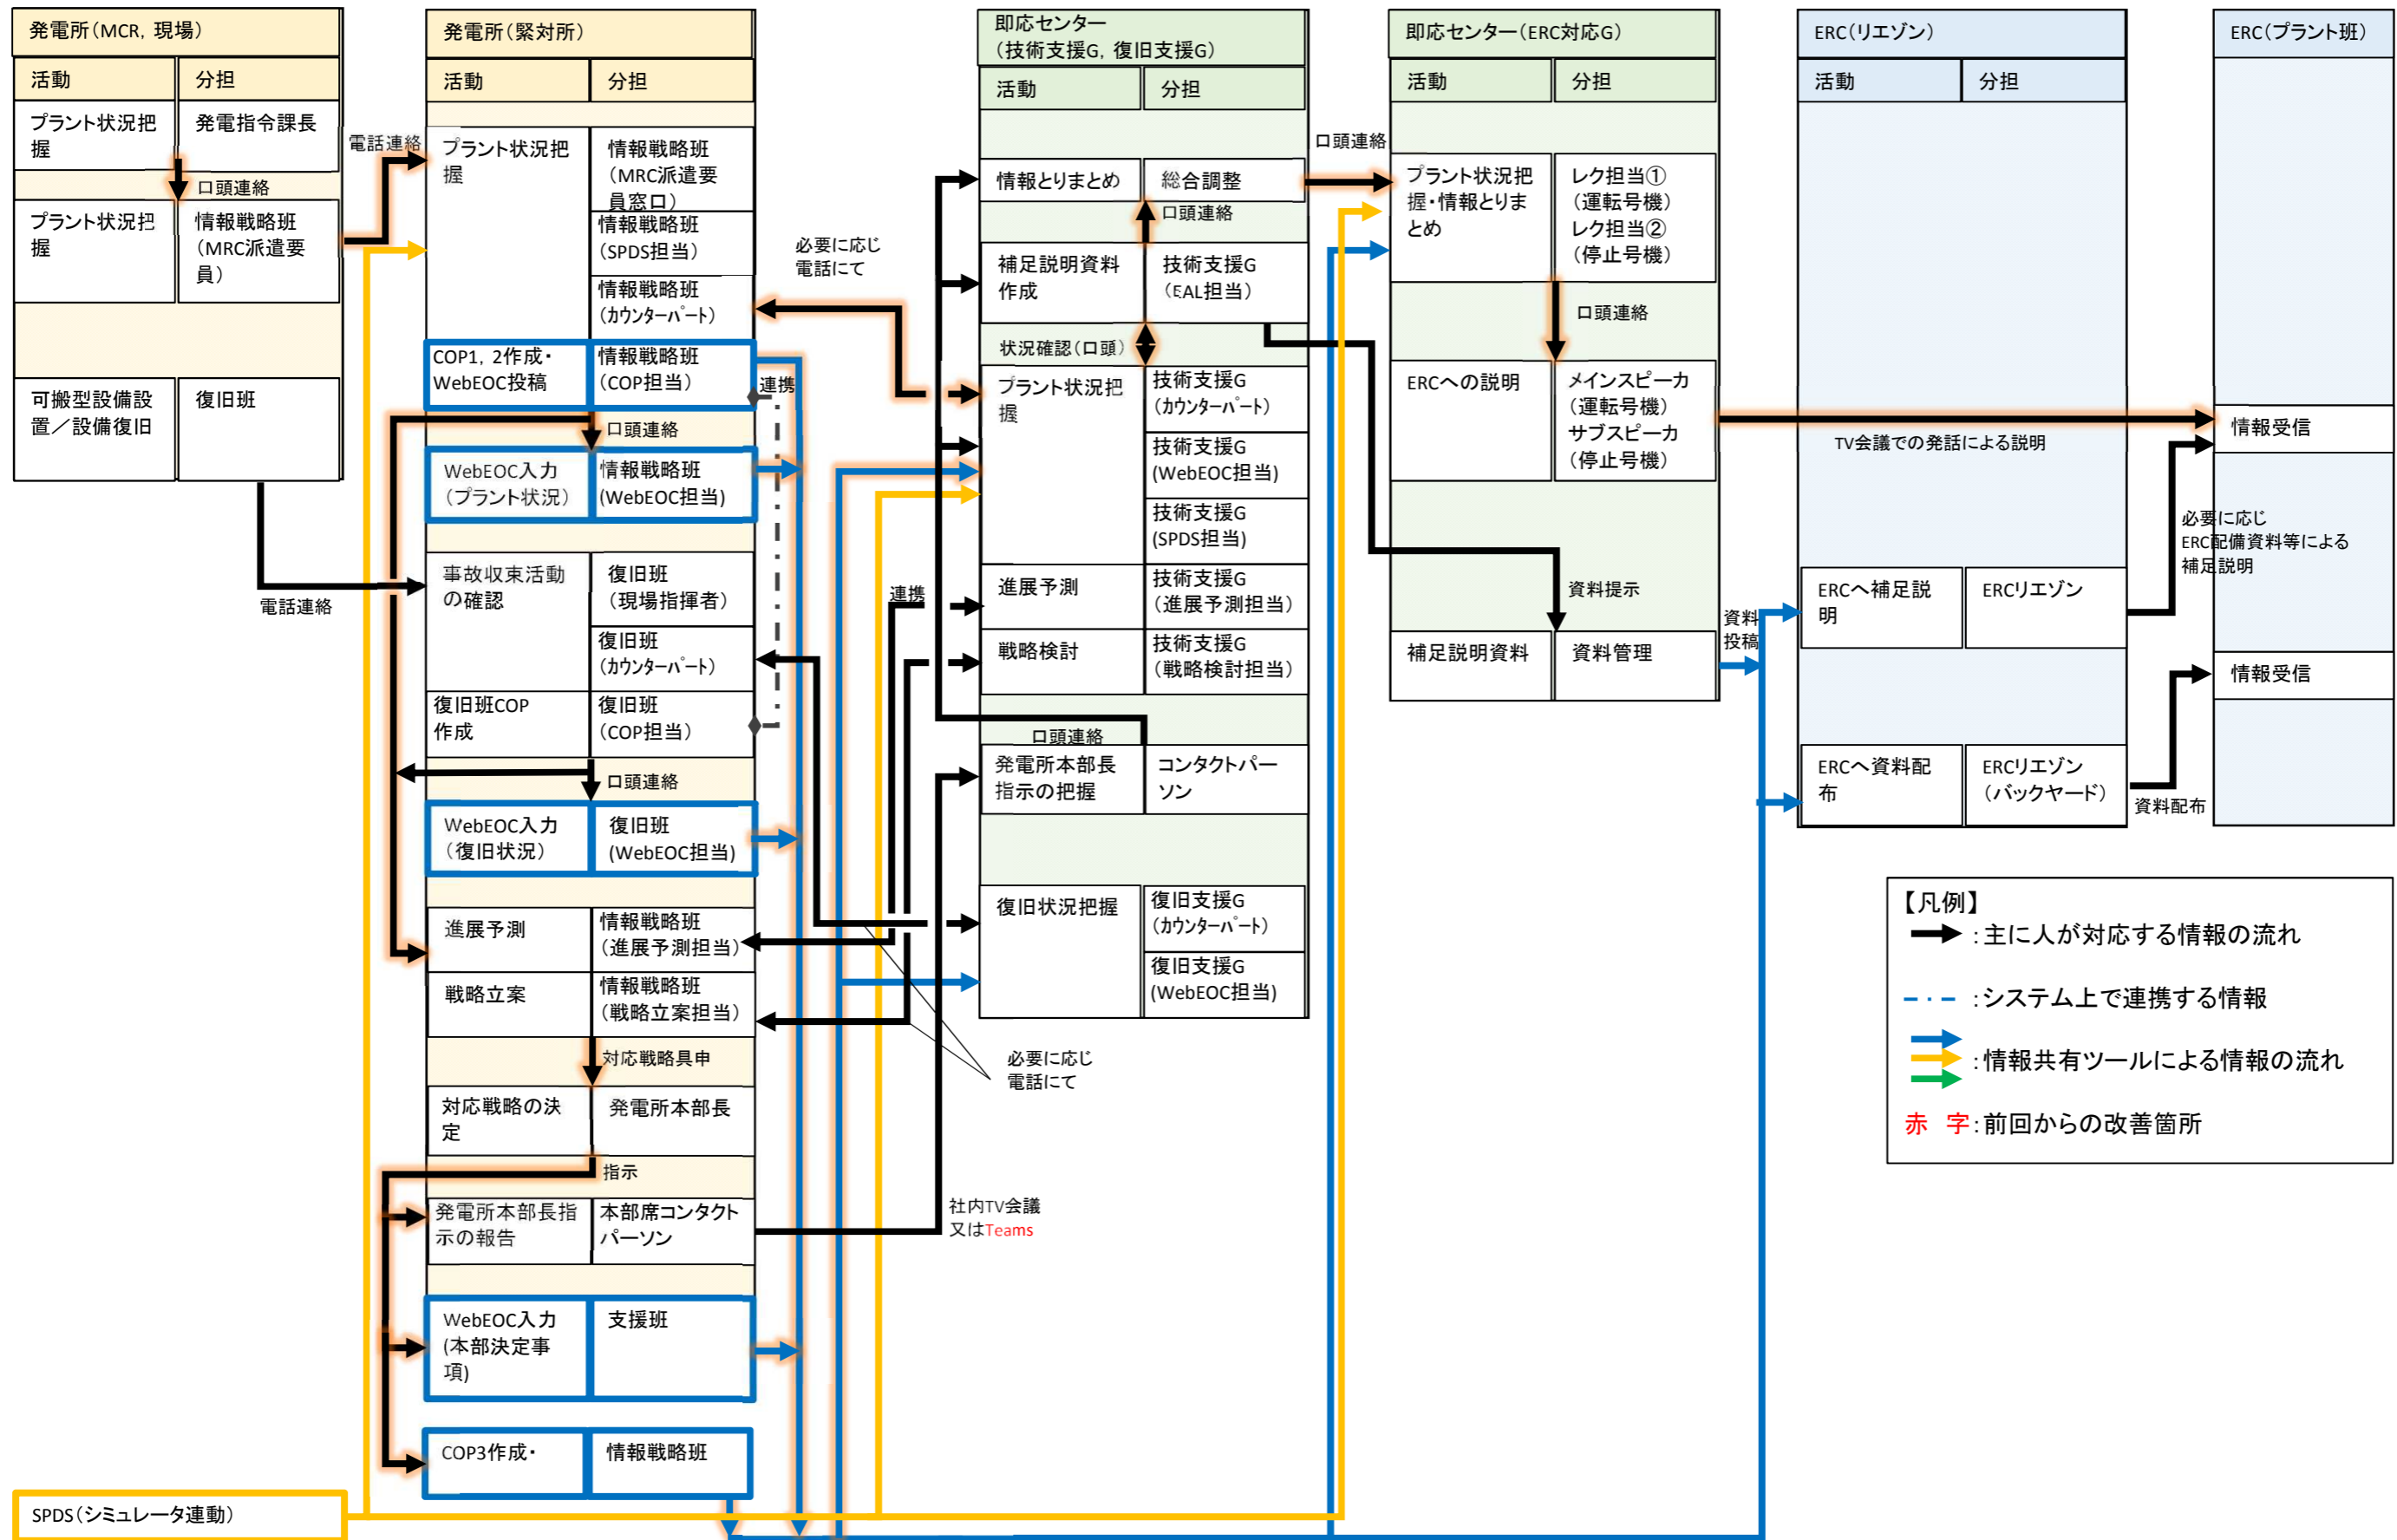 発電所（MCR，現場）
活動
分担
プラント状況把
握
発電指令課長
口頭連絡
プラント状況把
握
情報戦略班
（MRC派遣要
員）
可搬型設備設
置／設備復旧
復旧班
電話連絡
電話連絡
発電所（緊対所）
活動
分担
プラント状況把
握
情報戦略班
（MRC派遣要
員窓口）
情報戦略班
（SPDS担当）
情報戦略班
（カウンターパート）
COP1，2作成・
WebEOC投稿
情報戦略班
（COP担当）
連携
口頭連絡
WebEOC入力
（プラント状況）
情報戦略班
(WebEOC担当)
事故収束活動
の確認
復旧班
（現場指揮者）
復旧班
（カウンターパート）
復旧班COP
作成
復旧班
（COP担当）
口頭連絡
WebEOC入力
（復旧状況）
復旧班
(WebEOC担当)
進展予測
情報戦略班
（進展予測担当）
戦略立案
情報戦略班
（戦略立案担当）
対応戦略具申
対応戦略の決
定
発電所本部長
指示
発電所本部長指
示の報告
本部席コンタクト
パーソン
WebEOC入力
(本部決定事
項)
支援班
COP3作成・
情報戦略班
SPDS（シミュレータ連動）
必要に応じ
電話にて
連携
必要に応じ
電話にて
社内TV会議
又はTeams
即応センター
（技術支援G，復旧支援G）
活動
分担
情報とりまとめ
総合調整
口頭連絡
補足説明資料
作成
技術支援G
（EAL担当）
状況確認（口頭）
プラント状況把
握
技術支援G
（カウンターパート）
技術支援G
(WebEOC担当)
技術支援G
(SPDS担当)
進展予測
技術支援G
（進展予測担当）
戦略検討
技術支援G
（戦略検討担当）
口頭連絡
発電所本部長
指示の把握
コンタクトパー
ソン
復旧状況把握
復旧支援G
（カウンターパート）
復旧支援G
(WebEOC担当)
口頭連絡
即応センター（ERC対応G）
活動
分担
プラント状況把
握・情報とりま
とめ
レク担当①
（運転号機）
レク担当②
（停止号機）
口頭連絡
ERCへの説明
メインスピーカ
（運転号機）
サブスピーカ
（停止号機）
資料提示
補足説明資料
資料管理
資料
投稿
ERC（リエゾン）
活動
分担
TV会議での発話による説明
ERCへ補足説
明
ERCリエゾン
ERCへ資料配
布
ERCリエゾン
（バックヤード）
必要に応じ
ERC配備資料等による
補足説明
資料配布
ERC（プラント班）
情報受信
情報受信
【凡例】
：主に人が対応する情報の流れ
：システム上で連携する情報
：情報共有ツールによる情報の流れ
赤　字：前回からの改善箇所